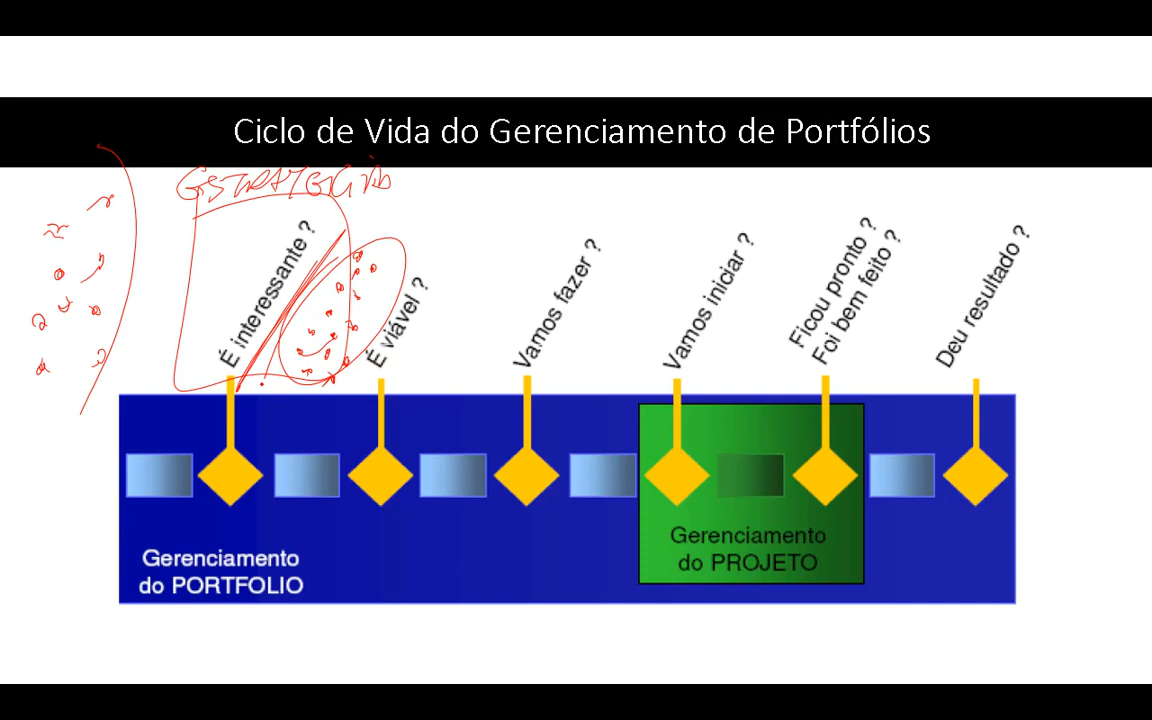 Ciclo de Vida do Gerenciamento de Portfólios
ESTRATÉGIA
É interessante ?
É viável ?
Vamos fazer ?
Vamos iniciar ?
Ficou pronto ?
Foi bem feito ?
Deu resultado ?
Gerenciamento
do PORTFOLIO
Gerenciamento
do PROJETO